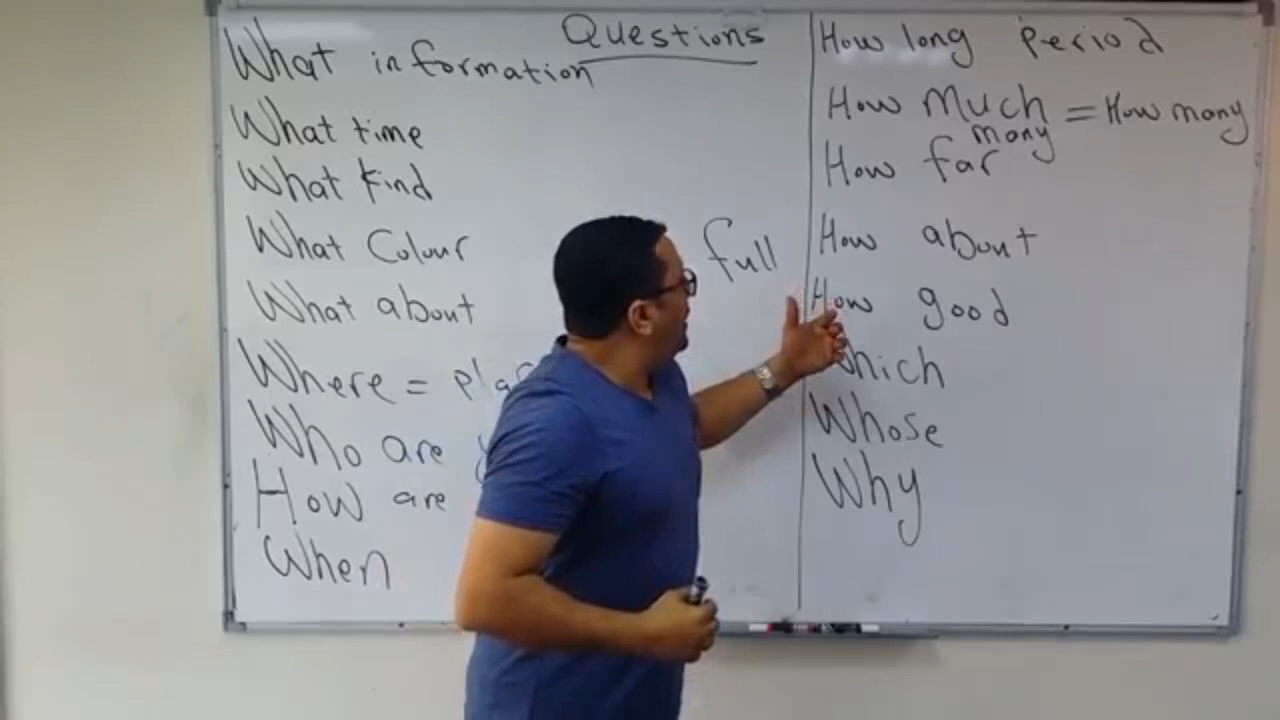 Questions
What information
What time
What kind
What Colour
What about
full
Where =
Who are
How are
When
How long period
How Much = How many
many
How far
How about
How good
Which
Whose
Why